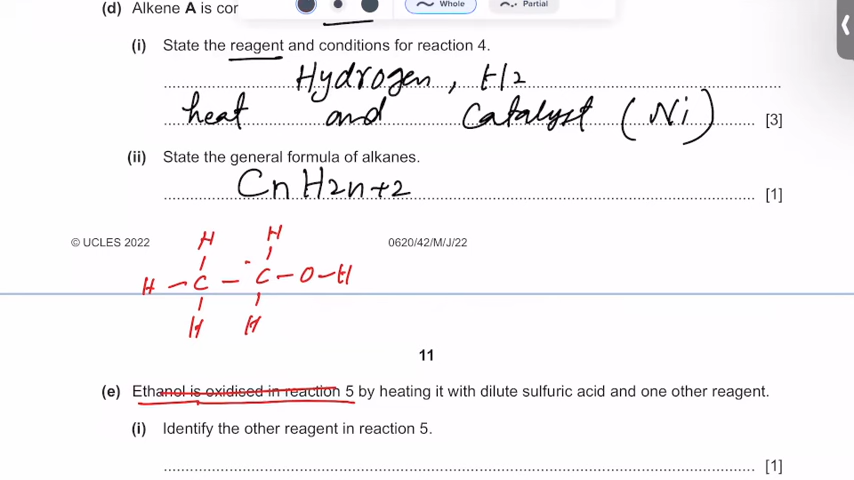 (d) Alkene A is cor
Whole
Partial
(i) State the reagent and conditions for reaction 4.
Hydrogen, H2
heat and Catalyst (Ni) [3]
(ii) State the general formula of alkanes.
CnH2n+2 [1]
© UCLES 2022 0620/42/M/J/22
H H
H - C - C - O - H
H H
11
(e) Ethanol is oxidised in reaction 5 by heating it with dilute sulfuric acid and one other reagent.
(i) Identify the other reagent in reaction 5.
[1]